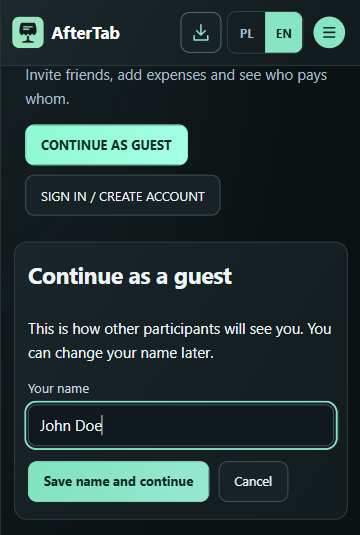 AfterTab
PL
EN
Invite friends, add expenses and see who pays
whom.
CONTINUE AS GUEST
SIGN IN / CREATE ACCOUNT
Continue as a guest
This is how other participants will see you. You
can change your name later.
Your name
John Doe
Save name and continue
Cancel